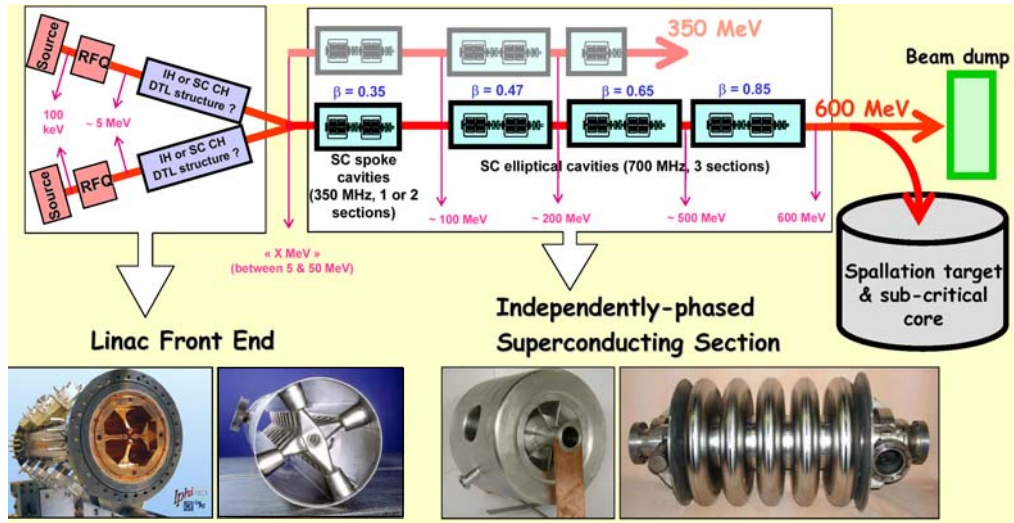 Source
RFQ
IH or SC CH
DTL structure ?
100
keV
~ 5 MeV
Source
RFQ
IH or SC CH
DTL structure ?
350 MeV
β = 0.35
β = 0.47
β = 0.65
β = 0.85
600 MeV
Beam dump
SC spoke
cavities
(350 MHz, 1 or 2
sections)
SC elliptical cavities (700 MHz, 3 sections)
~ 100 MeV
~ 200 MeV
~ 500 MeV
600 MeV
« X MeV »
(between 5 & 50 MeV)
Spallation target
& sub-critical
core
Linac Front End
Independently-phased
Superconducting Section
Iphi